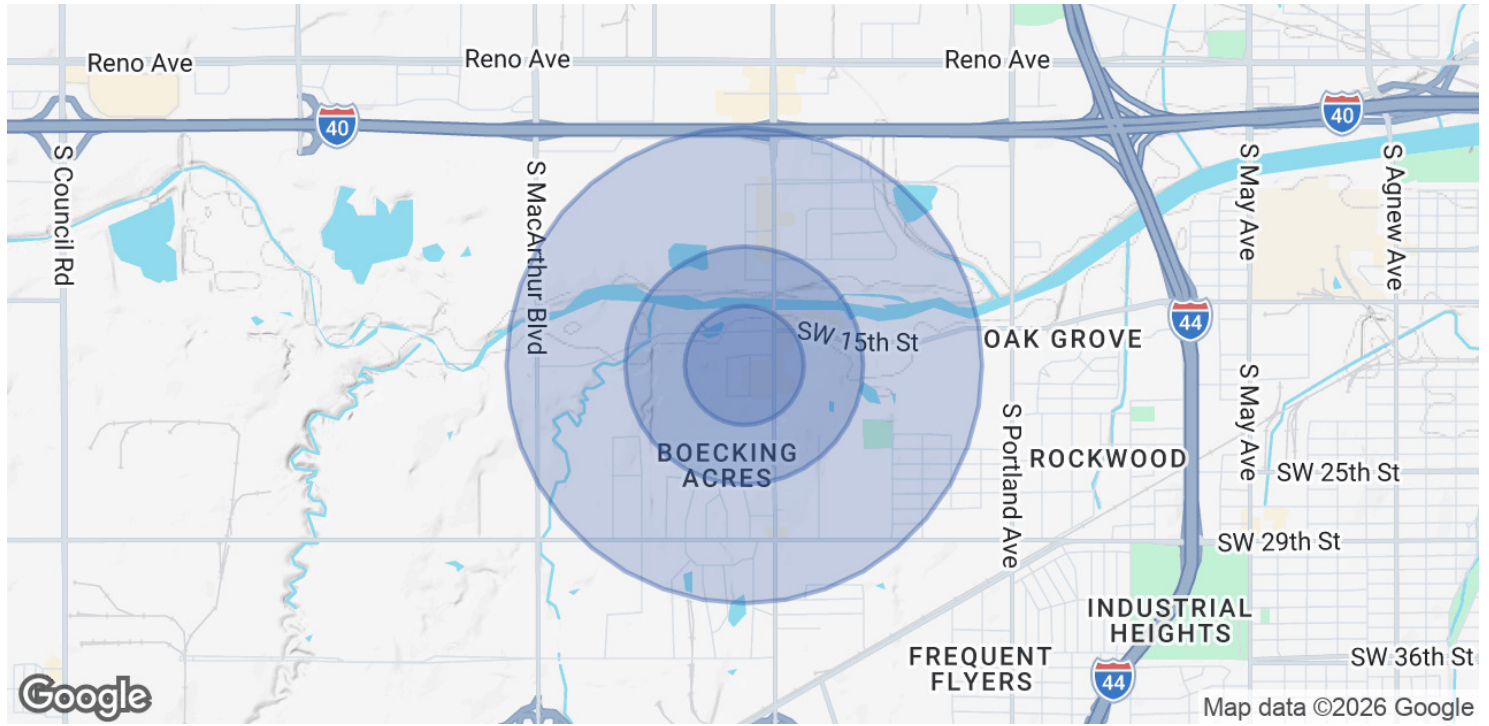 Reno Ave
Reno Ave
Reno Ave
40
40
S Council Rd
S MacArthur Blvd
S May Ave
S Agnew Ave
44
SW 15th St
OAK GROVE
S May Ave
S Portland Ave
BOECKING
ACRES
ROCKWOOD
SW 25th St
SW 29th St
INDUSTRIAL
HEIGHTS
FREQUENT
FLYERS
SW 36th St
44
Google
Map data ©2026 Google